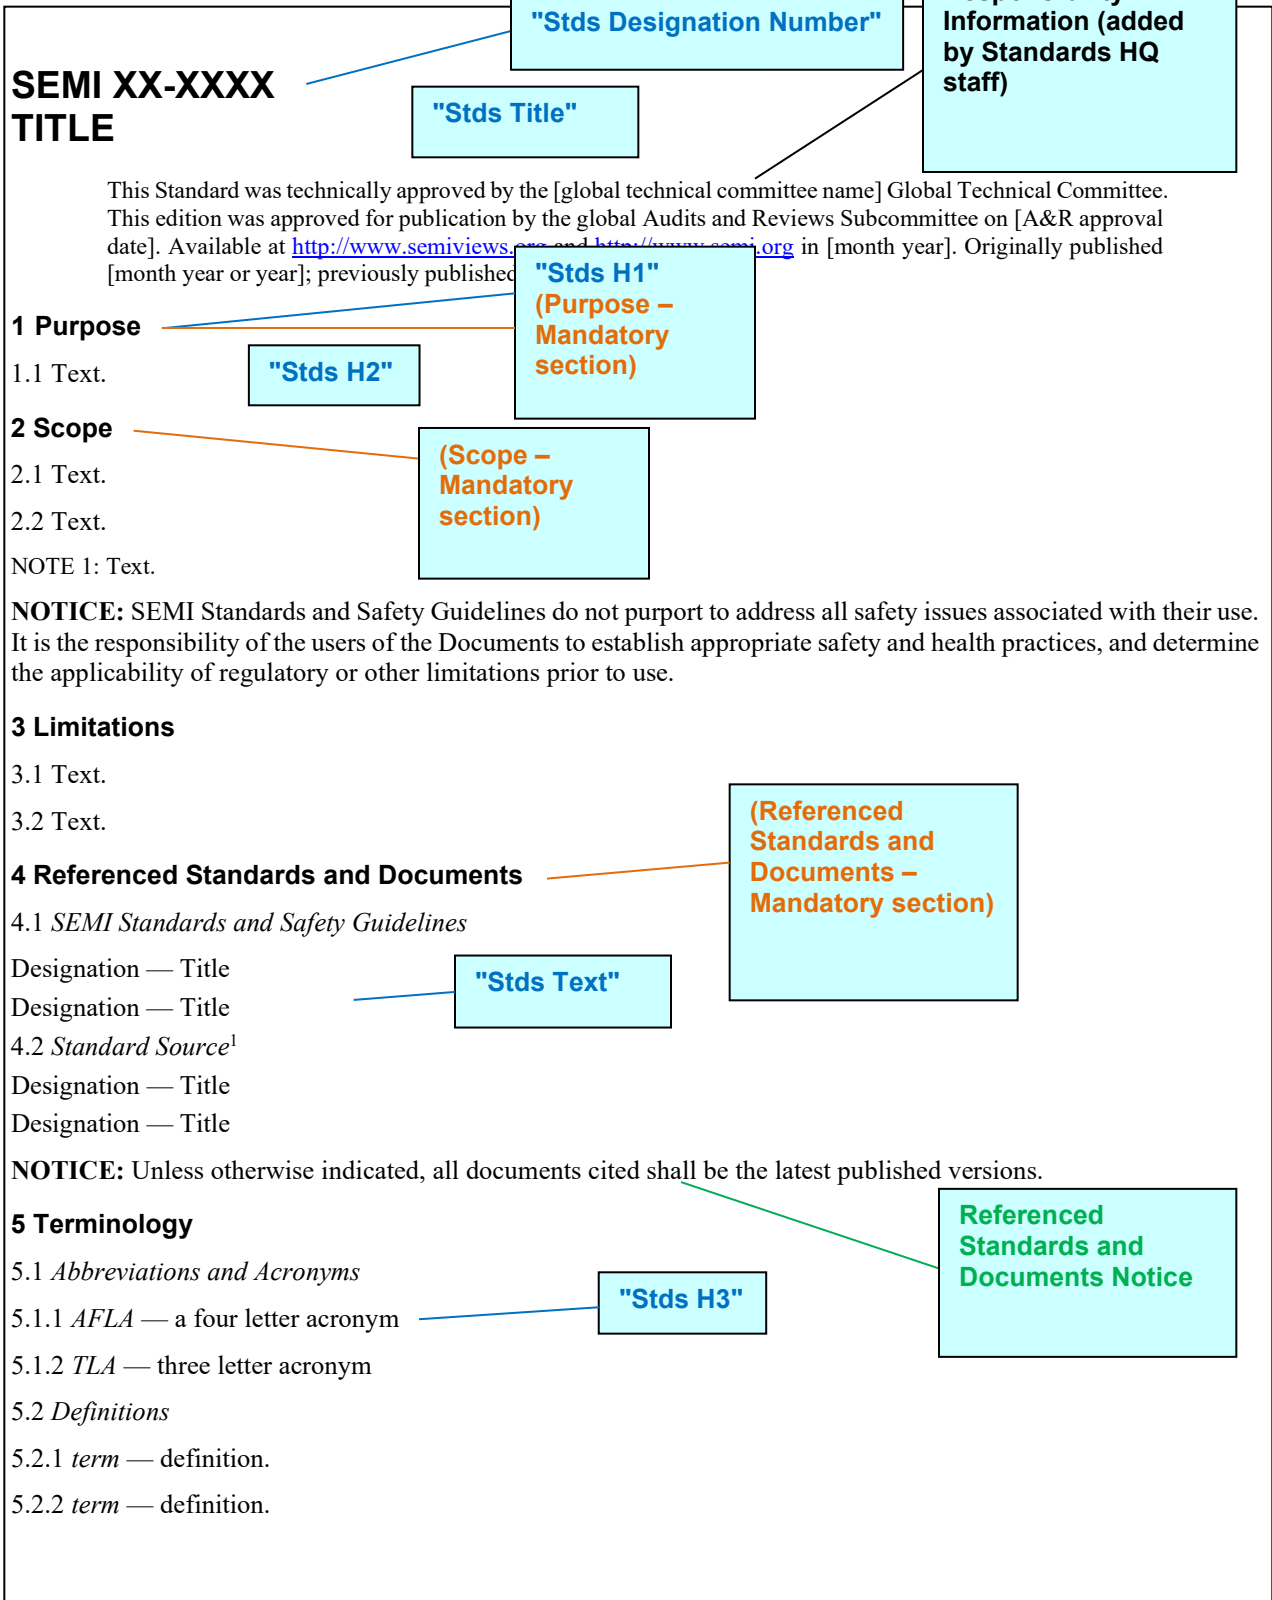 "Stds Designation Number"
Information (added
by Standards HQ
staff)
SEMI XX-XXXX
TITLE
"Stds Title"
This Standard was technically approved by the [global technical committee name] Global Technical Committee.
This edition was approved for publication by the global Audits and Reviews Subcommittee on [A&R approval
date]. Available at http://www.semiviews.org and http://www.semi.org in [month year]. Originally published
[month year or year]; previously published
"Stds H1"
(Purpose –
Mandatory
section)
1 Purpose
1.1 Text.
"Stds H2"
2 Scope
(Scope –
Mandatory
section)
2.1 Text.
2.2 Text.
NOTE 1: Text.
NOTICE: SEMI Standards and Safety Guidelines do not purport to address all safety issues associated with their use.
It is the responsibility of the users of the Documents to establish appropriate safety and health practices, and determine
the applicability of regulatory or other limitations prior to use.
3 Limitations
3.1 Text.
3.2 Text.
(Referenced
Standards and
Documents –
Mandatory section)
4 Referenced Standards and Documents
4.1 SEMI Standards and Safety Guidelines
Designation — Title
Designation — Title
"Stds Text"
4.2 Standard Source1
Designation — Title
Designation — Title
NOTICE: Unless otherwise indicated, all documents cited shall be the latest published versions.
Referenced
Standards and
Documents Notice
5 Terminology
5.1 Abbreviations and Acronyms
5.1.1 AFLA — a four letter acronym
"Stds H3"
5.1.2 TLA — three letter acronym
5.2 Definitions
5.2.1 term — definition.
5.2.2 term — definition.